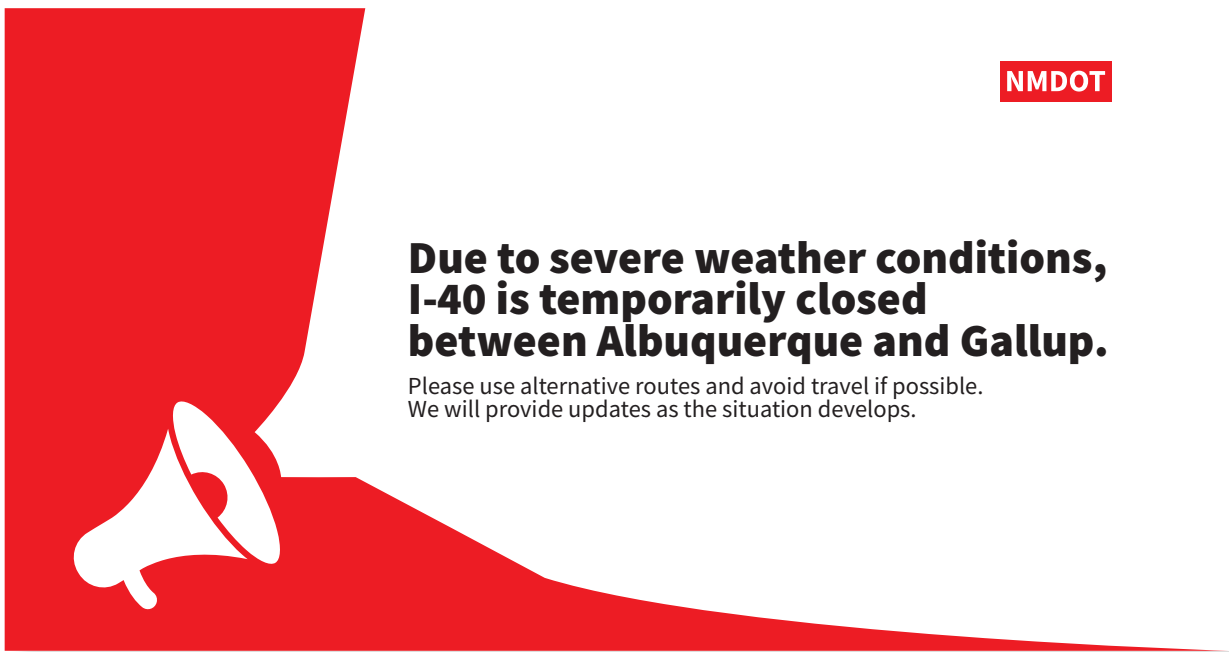 NMDOT
Due to severe weather conditions,
I-40 is temporarily closed
between Albuquerque and Gallup.
Please use alternative routes and avoid travel if possible.
We will provide updates as the situation develops.